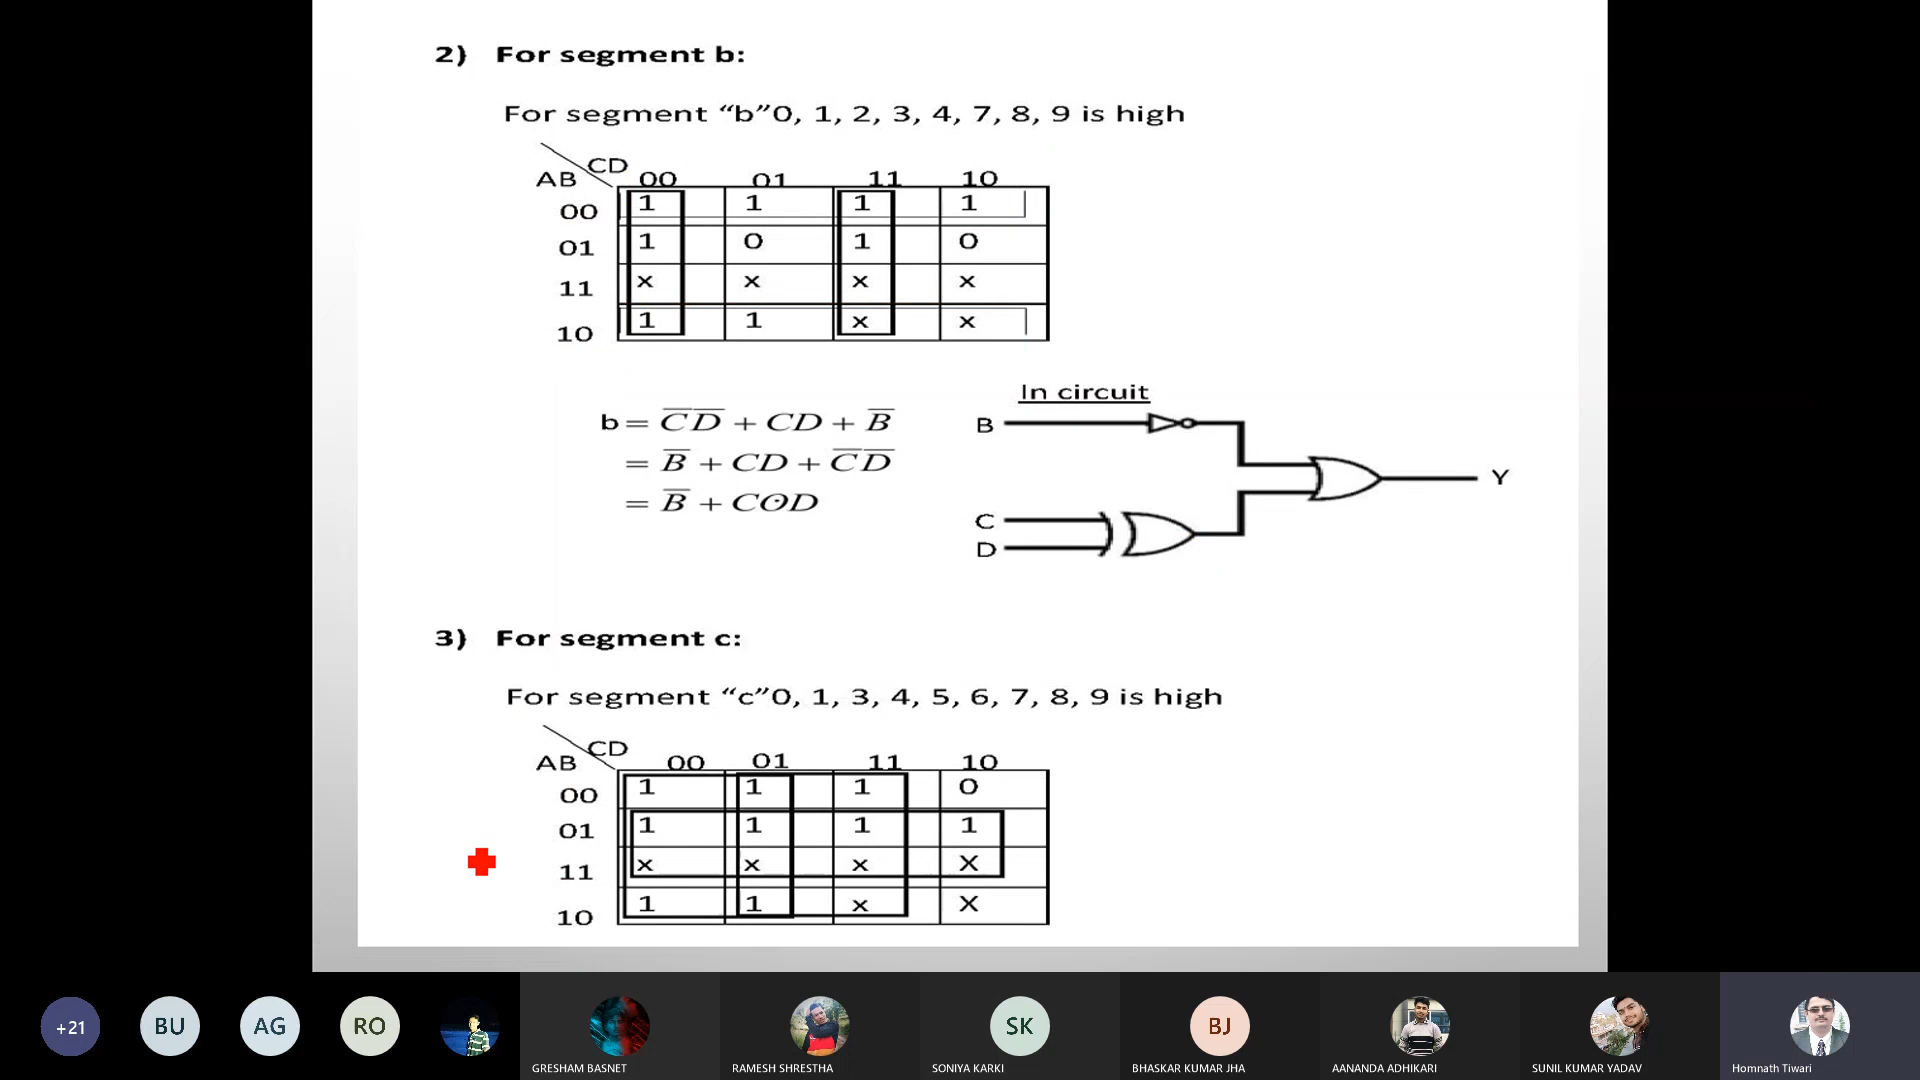 2) For segment b:
For segment “b”0, 1, 2, 3, 4, 7, 8, 9 is high
CD
AB 00 01 11 10
00 1 1 1 1
01 1 0 1 0
11 x x x x
10 1 1 x x
In circuit
b = C̅D̅ + CD + B̅
= B̅ + CD + C̅D̅
= B̅ + CʘD
B
Y
C
D
3) For segment c:
For segment “c”0, 1, 3, 4, 5, 6, 7, 8, 9 is high
CD
AB 00 01 11 10
00 1 1 1 0
01 1 1 1 1
11 x x x X
10 1 1 x X
+21 BU AG RO SK BJ
GRESHAM BASNET RAMESH SHRESTHA SONIYA KARKI BHASKAR KUMAR JHA AANANDA ADHIKARI SUNIL KUMAR YADAV Homnath Tiwari